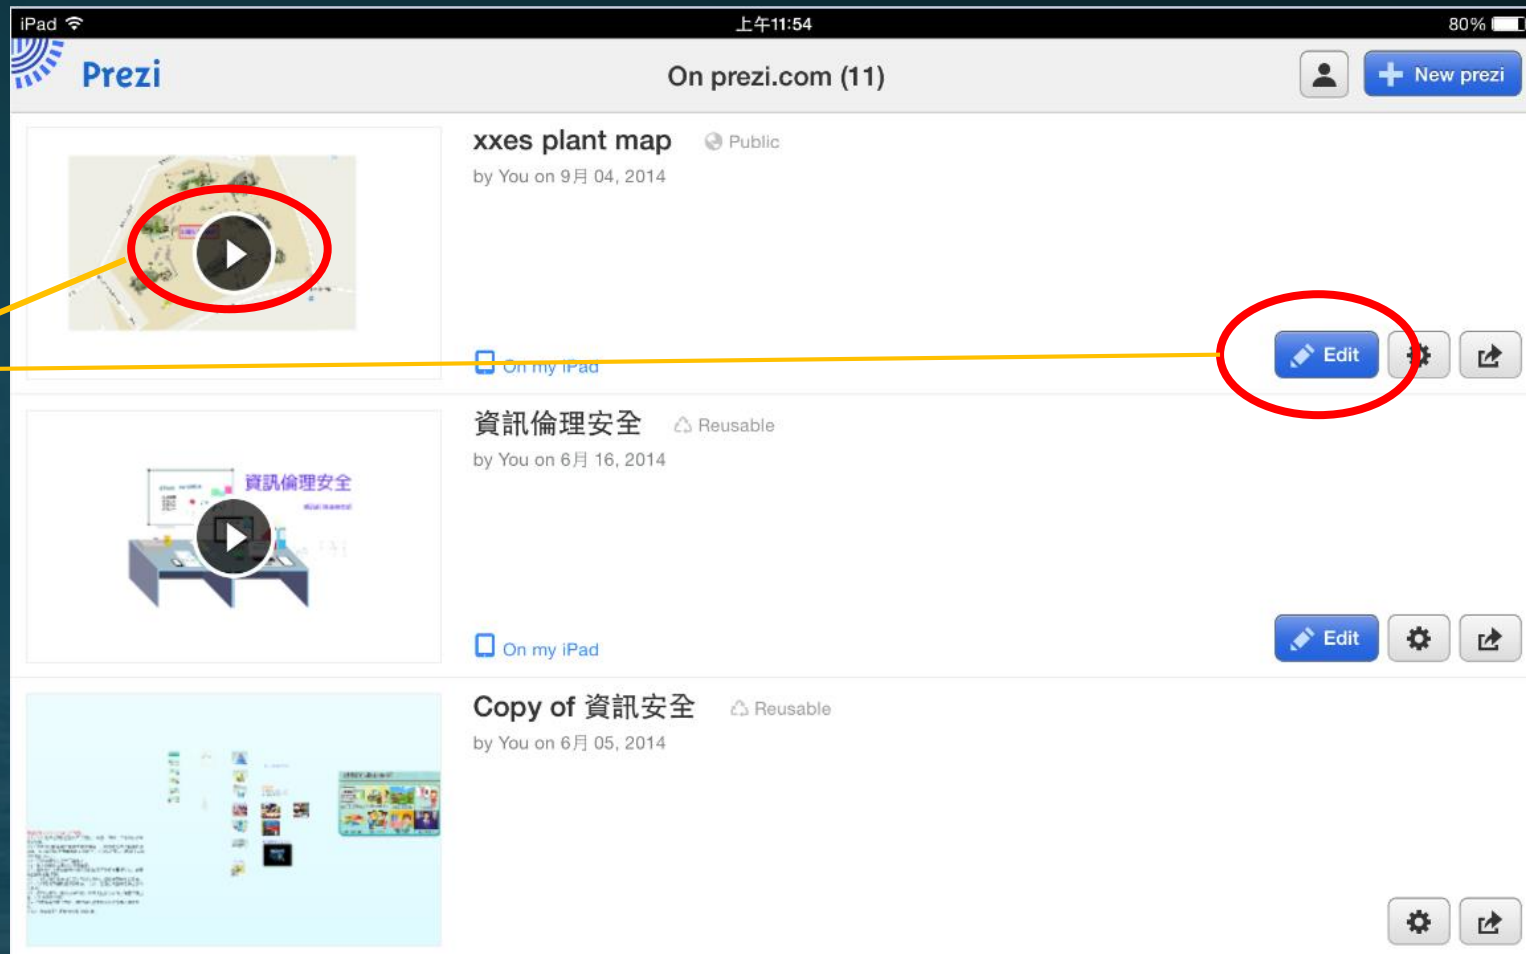 iPad 上午11:54 80%
Prezi On prezi.com (11) New prezi
xxes plant map Public
by You on 9月 04, 2014
On my iPad Edit
資訊倫理安全 Reusable
by You on 6月 16, 2014
資訊倫理安全
On my iPad Edit
Copy of 資訊安全 Reusable
by You on 6月 05, 2014